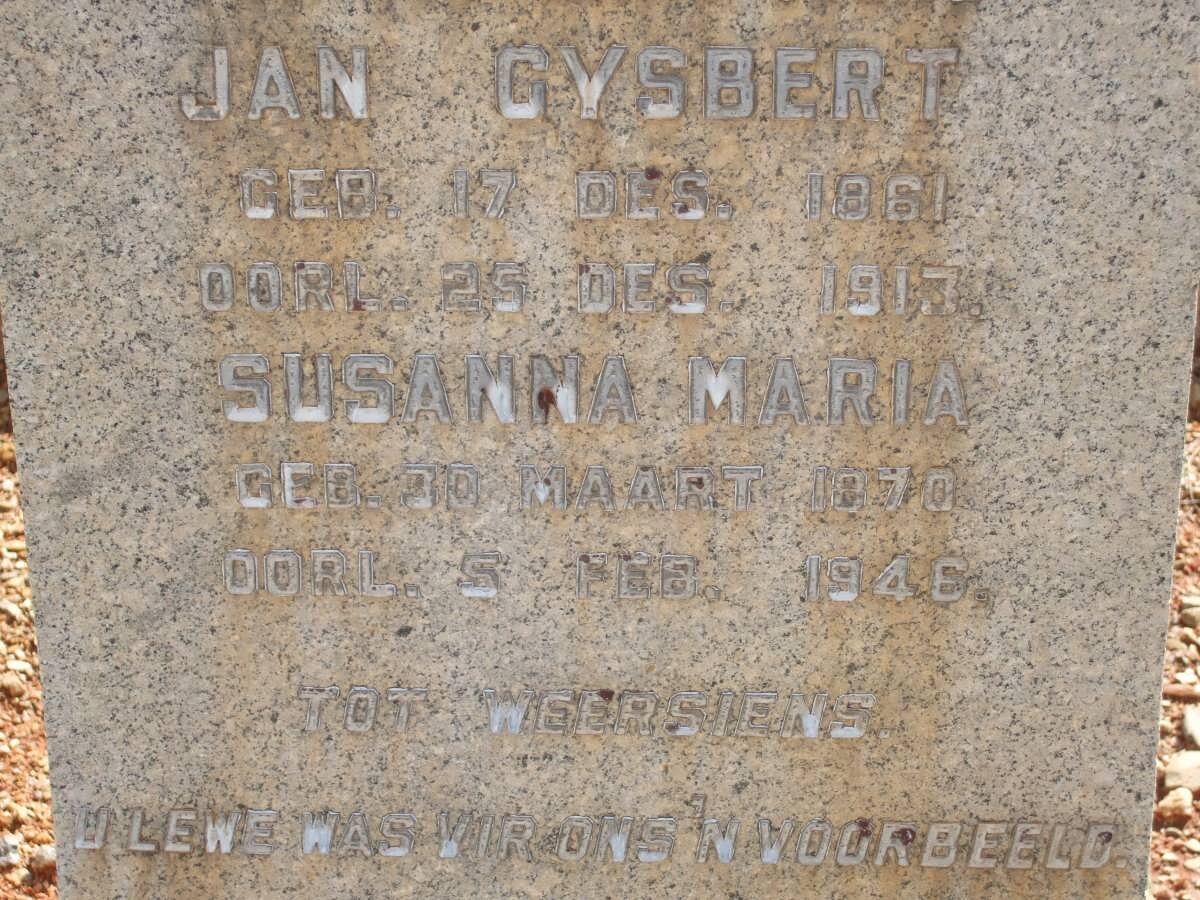 JAN GYSBERT
GEB. 17 DES. 1861
OORL. 25 DES. 1913.
SUSANNA MARIA
GEB. 30 MAART 1870
OORL. 5 FEB. 1946.
TOT WEERSIENS.
U LEWE WAS VIR ONS 'N VOORBEELD.